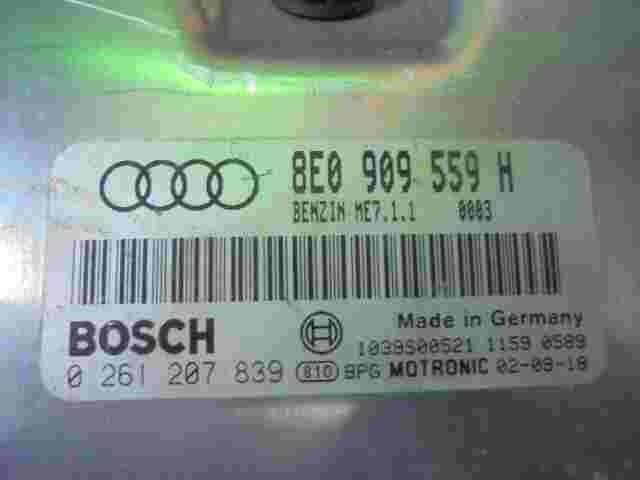 8E0 909 559 H
BENZIN ME7.1.1 0003
BOSCH
Made in Germany
1039S00521 1159 0589
0 261 207 839 810 9PG MOTRONIC 02-09-18